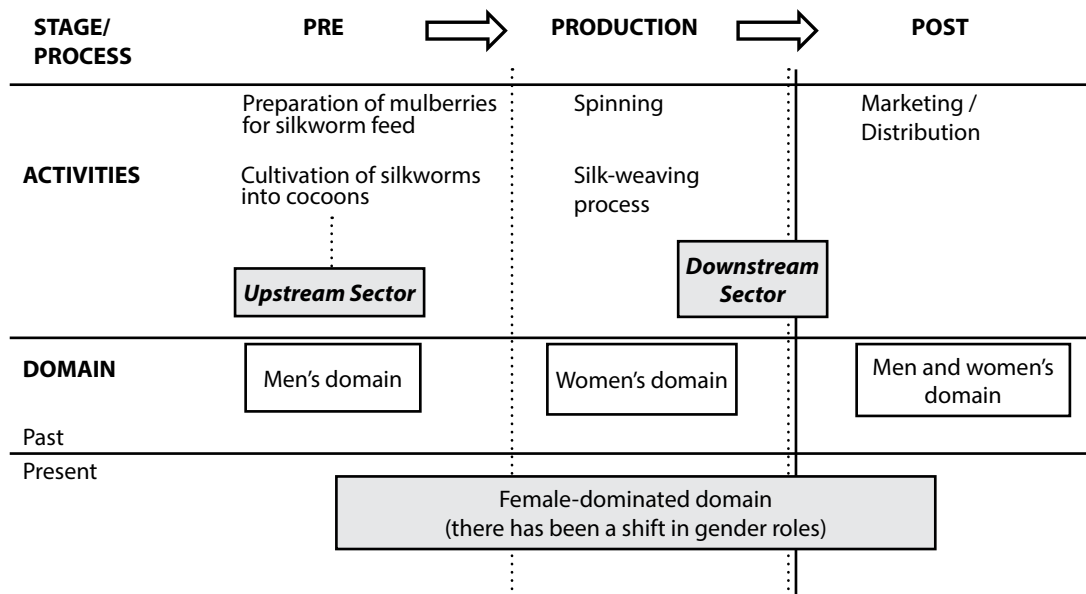 STAGE/
PROCESS
PRE
PRODUCTION
POST
ACTIVITIES
Preparation of mulberries
for silkworm feed
Cultivation of silkworms
into cocoons
Upstream Sector
Spinning
Silk-weaving
process
Downstream
Sector
Marketing /
Distribution
DOMAIN
Men’s domain
Women’s domain
Men and women’s
domain
Past
Present
Female-dominated domain
(there has been a shift in gender roles)